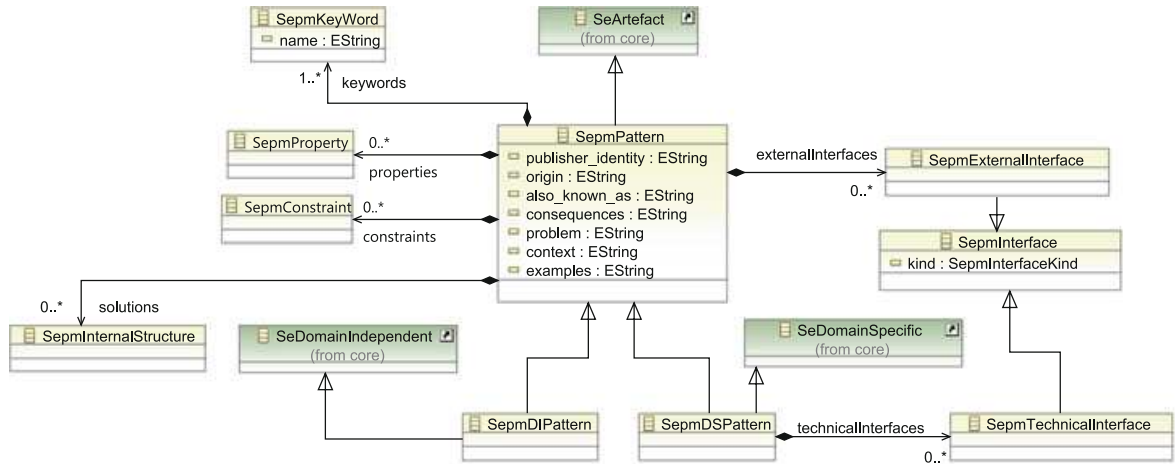 SepmKeyWord
name : EString
SeArtefact
(from core)
1..*
keywords
SepmPattern
publisher_identity : EString
origin : EString
also_known_as : EString
consequences : EString
problem : EString
context : EString
examples : EString
SepmProperty
0..*
properties
SepmConstraint
0..*
constraints
externalInterfaces
0..*
SepmExternalInterface
SepmInterface
kind : SepmInterfaceKind
0..*
solutions
SepmInternalStructure
SeDomainIndependent
(from core)
SeDomainSpecific
(from core)
SepmDIPattern
SepmDSPattern
technicalInterfaces
0..*
SepmTechnicalInterface